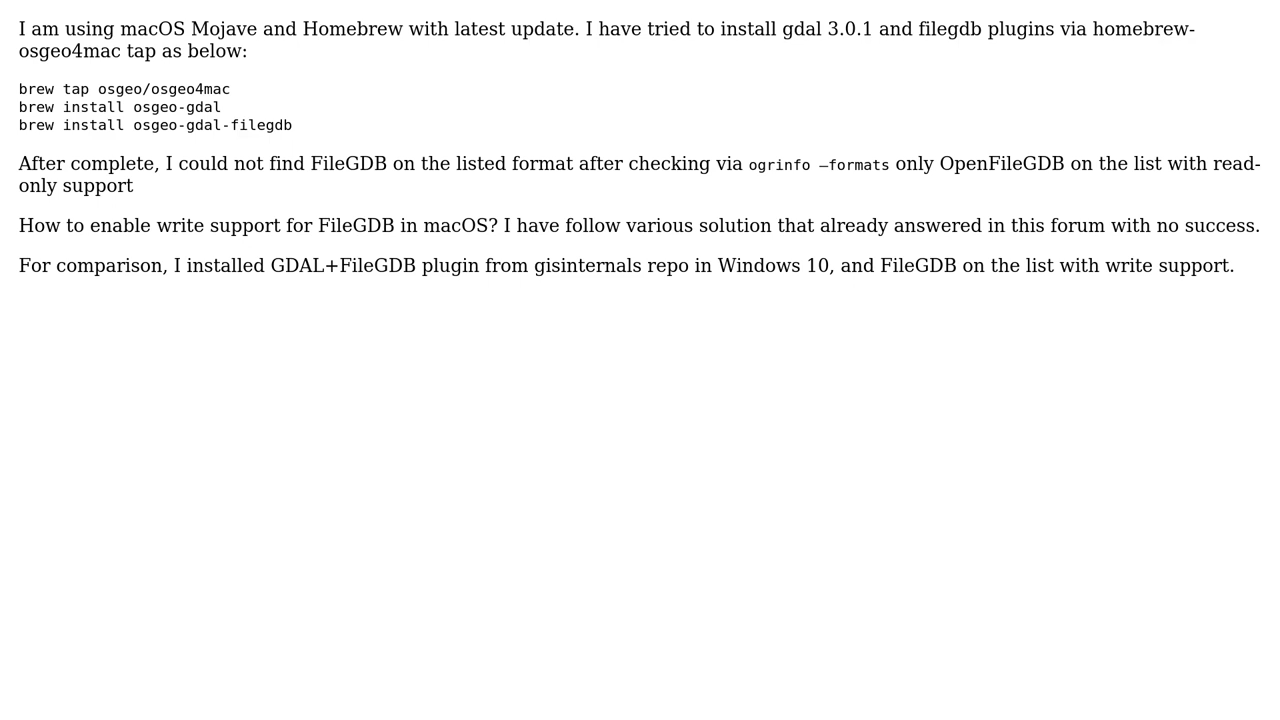 I am using macOS Mojave and Homebrew with latest update. I have tried to install gdal 3.0.1 and filegdb plugins via homebrew-
osgeo4mac tap as below:
brew tap osgeo/osgeo4mac
brew install osgeo-gdal
brew install osgeo-gdal-filegdb
After complete, I could not find FileGDB on the listed format after checking via ogrinfo —formats only OpenFileGDB on the list with read-
only support
How to enable write support for FileGDB in macOS? I have follow various solution that already answered in this forum with no success.
For comparison, I installed GDAL+FileGDB plugin from gisinternals repo in Windows 10, and FileGDB on the list with write support.